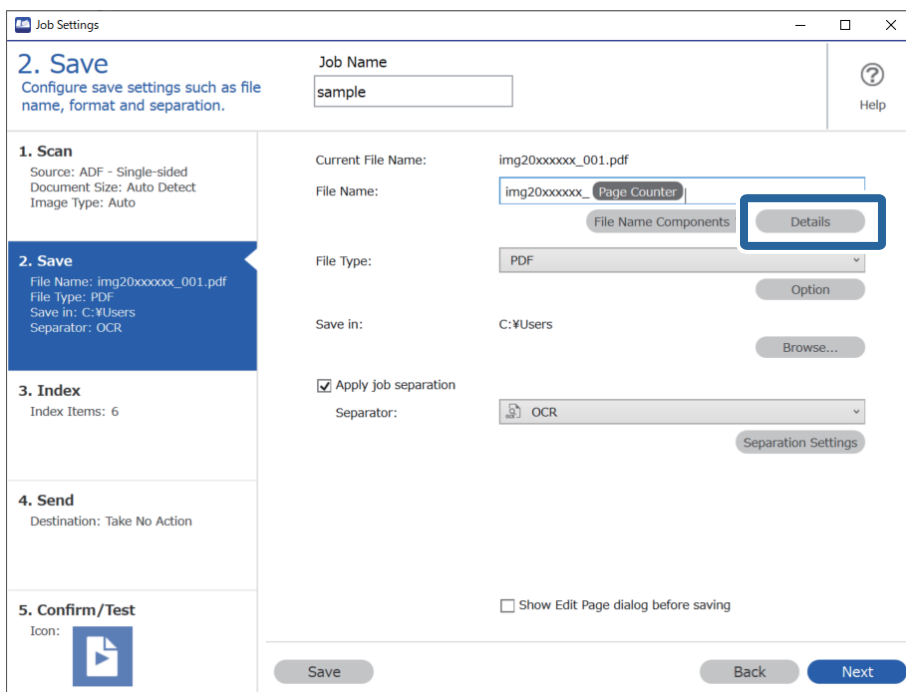 Job Settings
2. Save
Configure save settings such as file
name, format and separation.
Job Name
sample
Help
1. Scan
Source: ADF - Single-sided
Document Size: Auto Detect
Image Type: Auto
2. Save
File Name: img20xxxxxx_001.pdf
File Type: PDF
Save in: C:¥Users
Separator: OCR
3. Index
Index Items: 6
4. Send
Destination: Take No Action
5. Confirm/Test
Icon:
Current File Name: img20xxxxxx_001.pdf
File Name: img20xxxxxx_ Page Counter
File Name Components Details
File Type: PDF
Option
Save in: C:¥Users
Browse...
Apply job separation
Separator: OCR
Separation Settings
Show Edit Page dialog before saving
Save Back Next